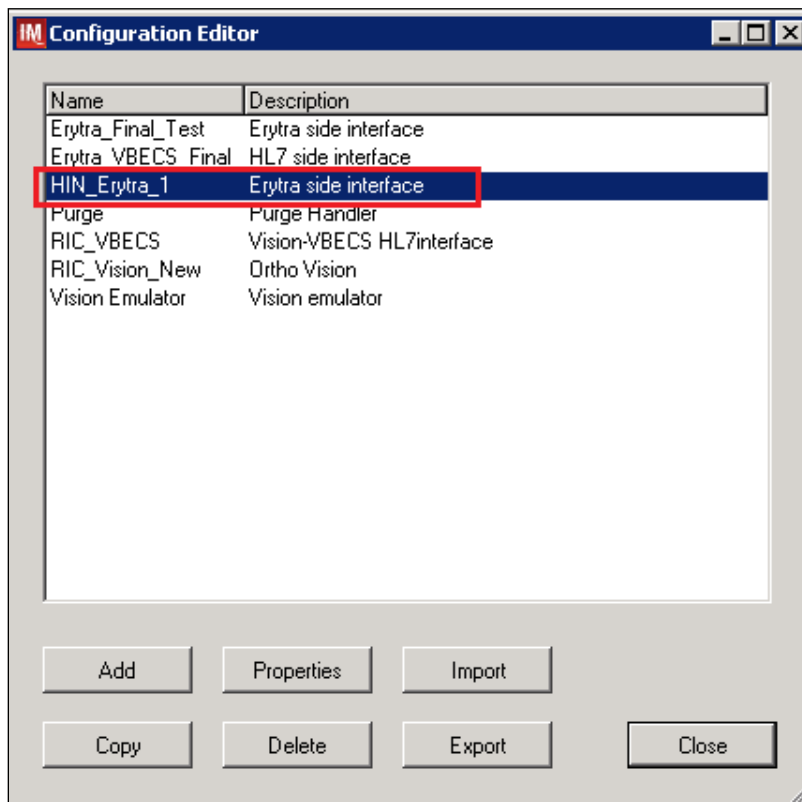 IM Configuration Editor
Name Description
Erytra_Final_Test Erytra side interface
Erytra_VBECS_Final HL7 side interface
HIN_Erytra_1 Erytra side interface
Purge Purge Handler
RIC_VBECS Vision-VBECS HL7interface
RIC_Vision_New Ortho Vision
Vision Emulator Vision emulator
Add Properties Import
Copy Delete Export Close